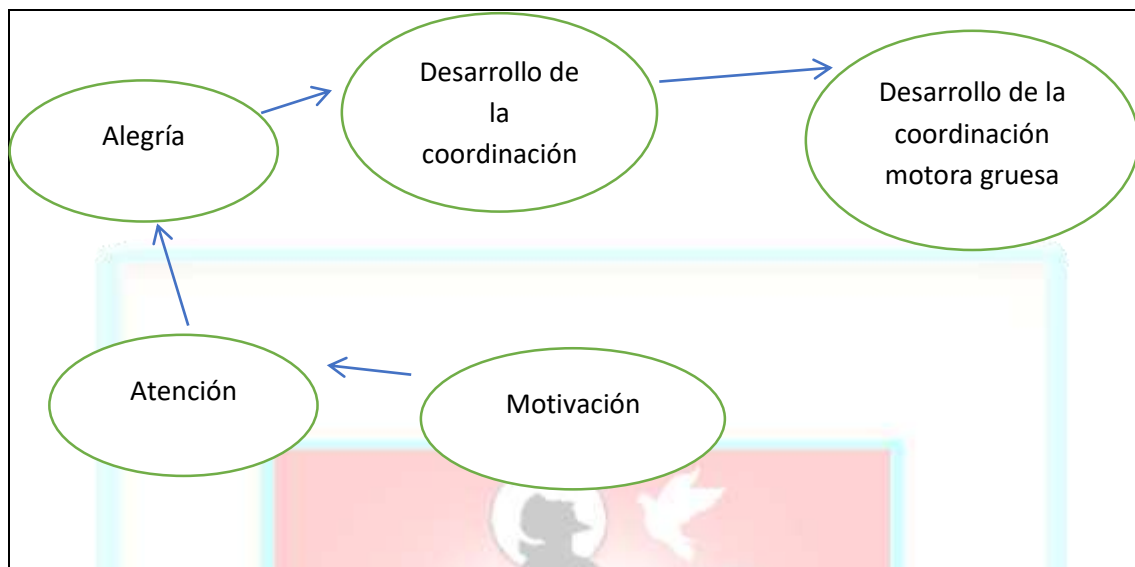 Desarrollo de
la
coordinación
Desarrollo de la
coordinación
motora gruesa
Alegría
Atención
Motivación